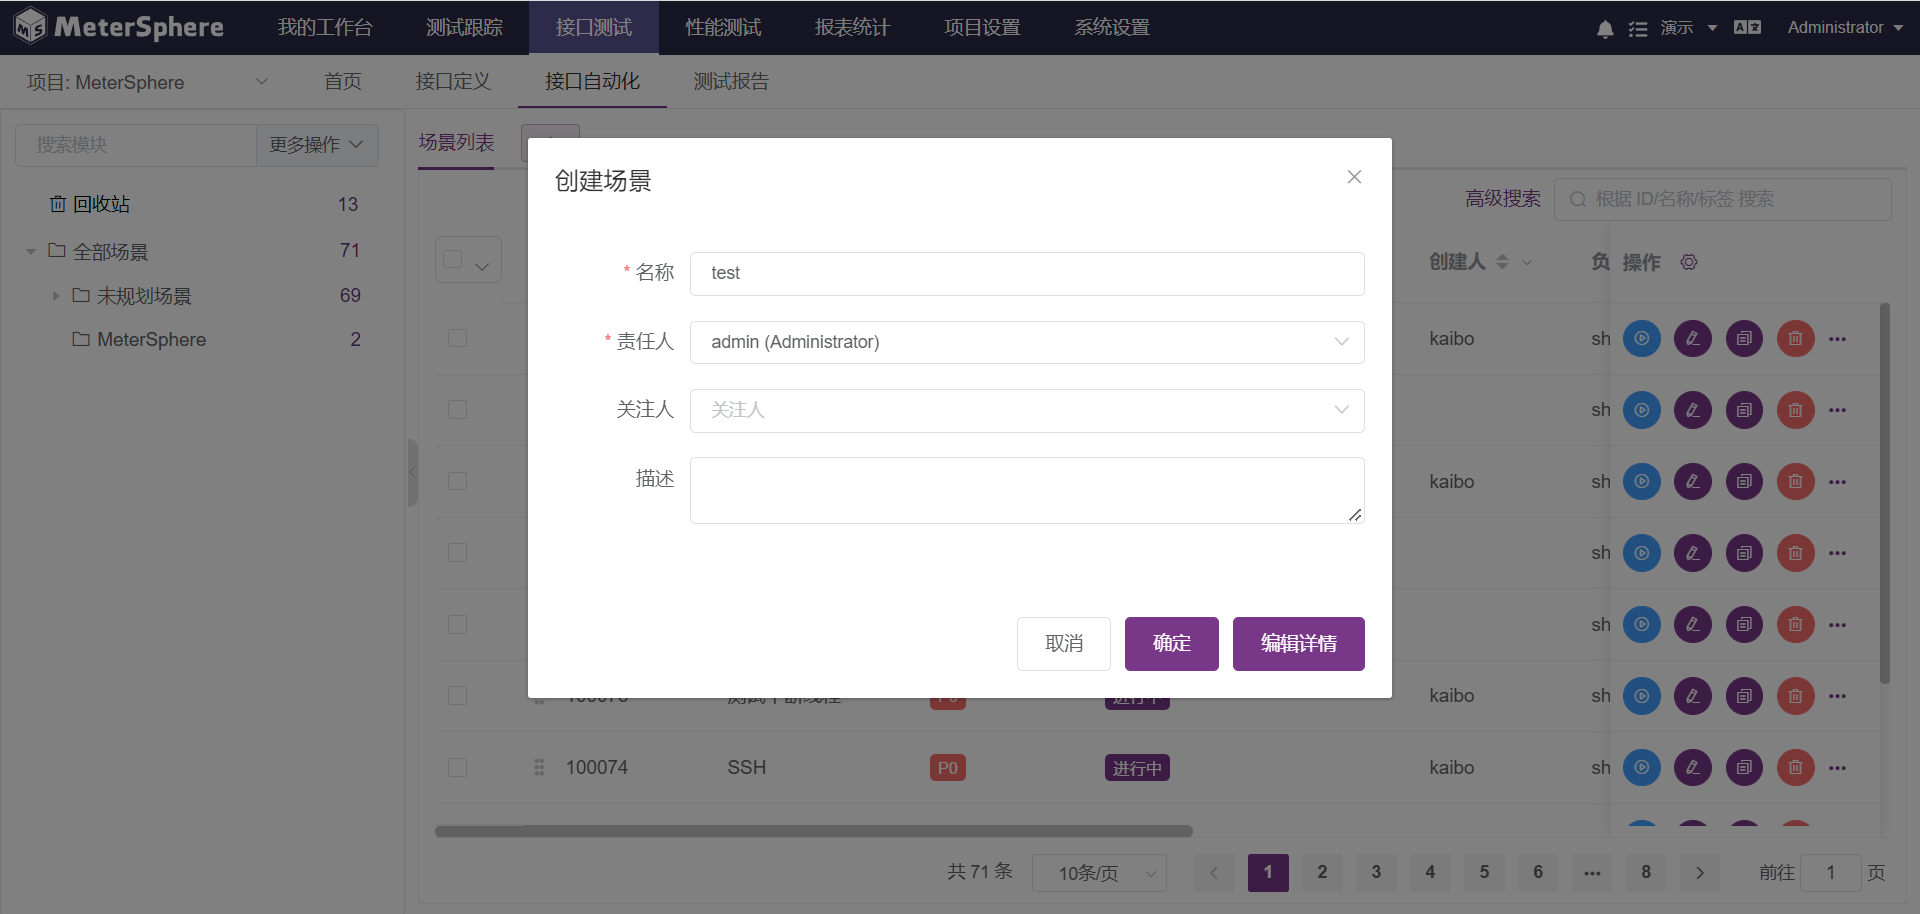 MeterSphere
我的工作台
测试跟踪
接口测试
性能测试
报表统计
项目设置
系统设置
演示
Administrator
项目: MeterSphere
首页
接口定义
接口自动化
测试报告
搜索模块
更多操作
场景列表
回收站
13
全部场景
71
未规划场景
69
MeterSphere
2
高级搜索
根据 ID/名称/标签 搜索
创建人
负
操作
创建场景
* 名称
test
* 责任人
admin (Administrator)
关注人
关注人
描述
取消
确定
编辑详情
kaibo
sh
sh
kaibo
sh
sh
sh
kaibo
sh
100074
SSH
P0
进行中
kaibo
sh
共 71 条
10条/页
1
2
3
4
5
6
8
前往
1
页